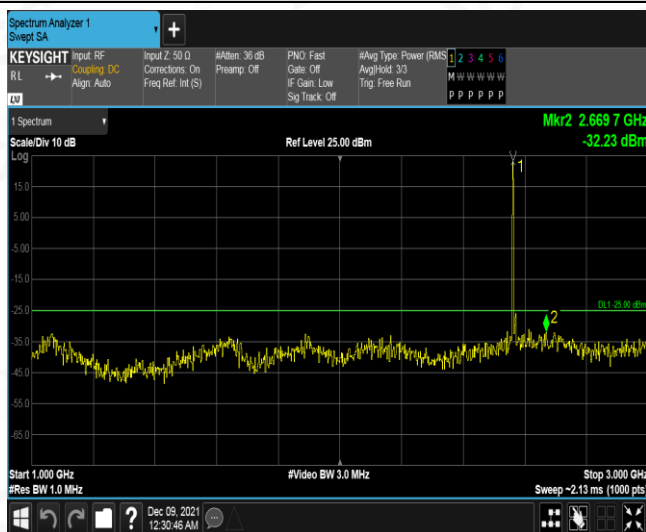 Spectrum Analyzer 1
Swept SA
+
KEYSIGHT
RL
LXI
Input: RF
Coupling: DC
Align: Auto
Input Z: 50 Ω
Corrections: On
Freq Ref: Int (S)
#Atten: 36 dB
Preamp: Off
PNO: Fast
Gate: Off
IF Gain: Low
Sig Track: Off
#Avg Type: Power (RMS
Avg|Hold: 3/3
Trig: Free Run
1 2 3 4 5 6
M W W W W W
P P P P P P
1 Spectrum
Mkr2 2.669 7 GHz
Scale/Div 10 dB
Ref Level 25.00 dBm
-32.23 dBm
Log
1
15.0
5.00
-5.00
-15.0
-25.0
DL1 -25.00 dBm
2
-35.0
-45.0
-55.0
-65.0
Start 1.000 GHz
#Video BW 3.0 MHz
Stop 3.000 GHz
#Res BW 1.0 MHz
Sweep ~2.13 ms (1000 pts)
?
Dec 09, 2021
12:30:46 AM